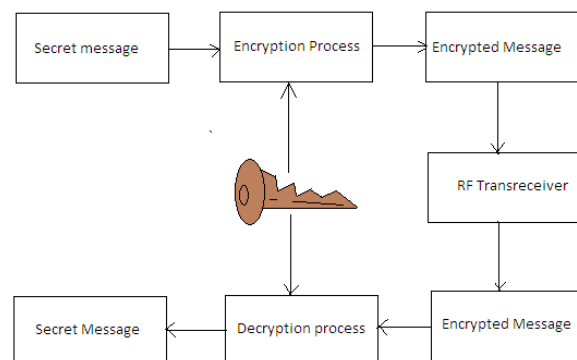 Secret message
Encryption Process
Encrypted Message
RF Transreceiver
Secret Message
Decryption process
Encrypted Message